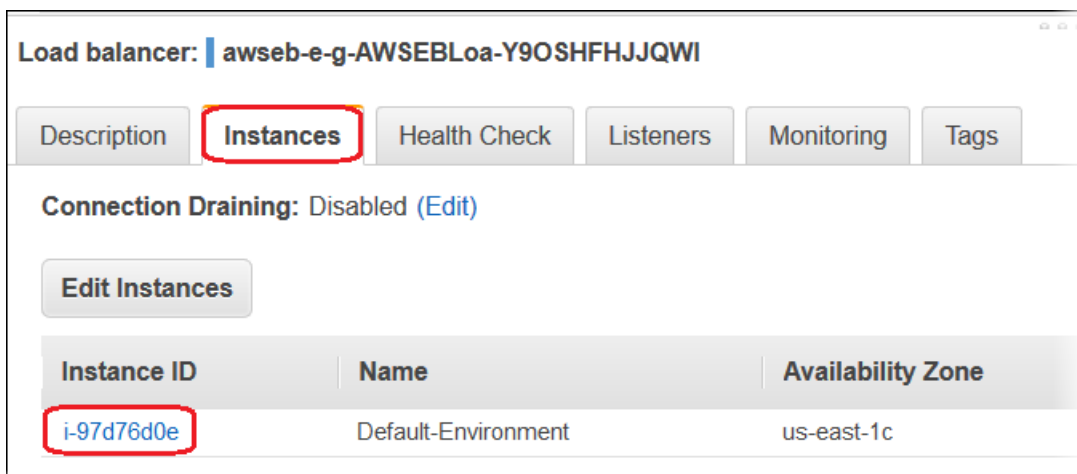 Load balancer: awseb-e-g-AWSEBLoa-Y9OSHFHJJQWI
Description Instances Health Check Listeners Monitoring Tags
Connection Draining: Disabled (Edit)
Edit Instances
Instance ID Name Availability Zone
i-97d76d0e Default-Environment us-east-1c